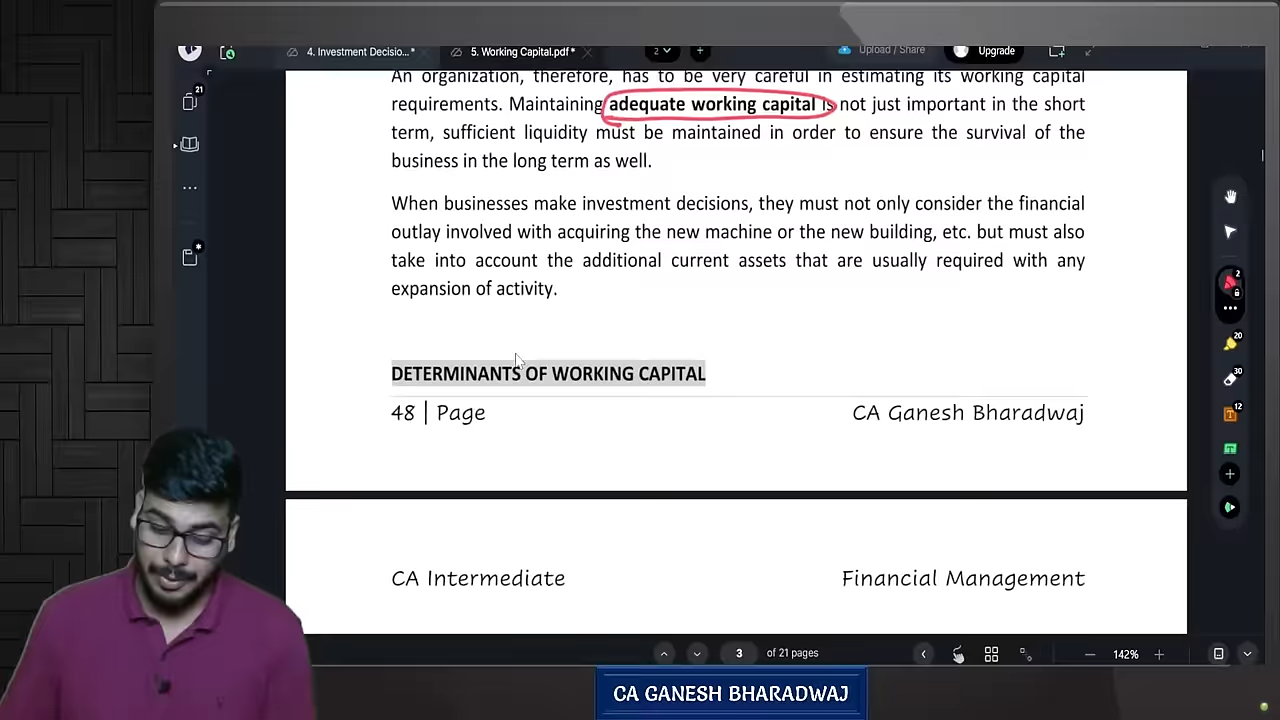 4. Investment Decisio...*
5. Working Capital.pdf*
2
Upload / Share
Upgrade
An organization, therefore, has to be very careful in estimating its working capital
requirements. Maintaining adequate working capital is not just important in the short
term, sufficient liquidity must be maintained in order to ensure the survival of the
business in the long term as well.
When businesses make investment decisions, they must not only consider the financial
outlay involved with acquiring the new machine or the new building, etc. but must also
take into account the additional current assets that are usually required with any
expansion of activity.
DETERMINANTS OF WORKING CAPITAL
48 | Page
CA Ganesh Bharadwaj
CA Intermediate
Financial Management
21
2
20
30
12
3
of 21 pages
142%
CA GANESH BHARADWAJ